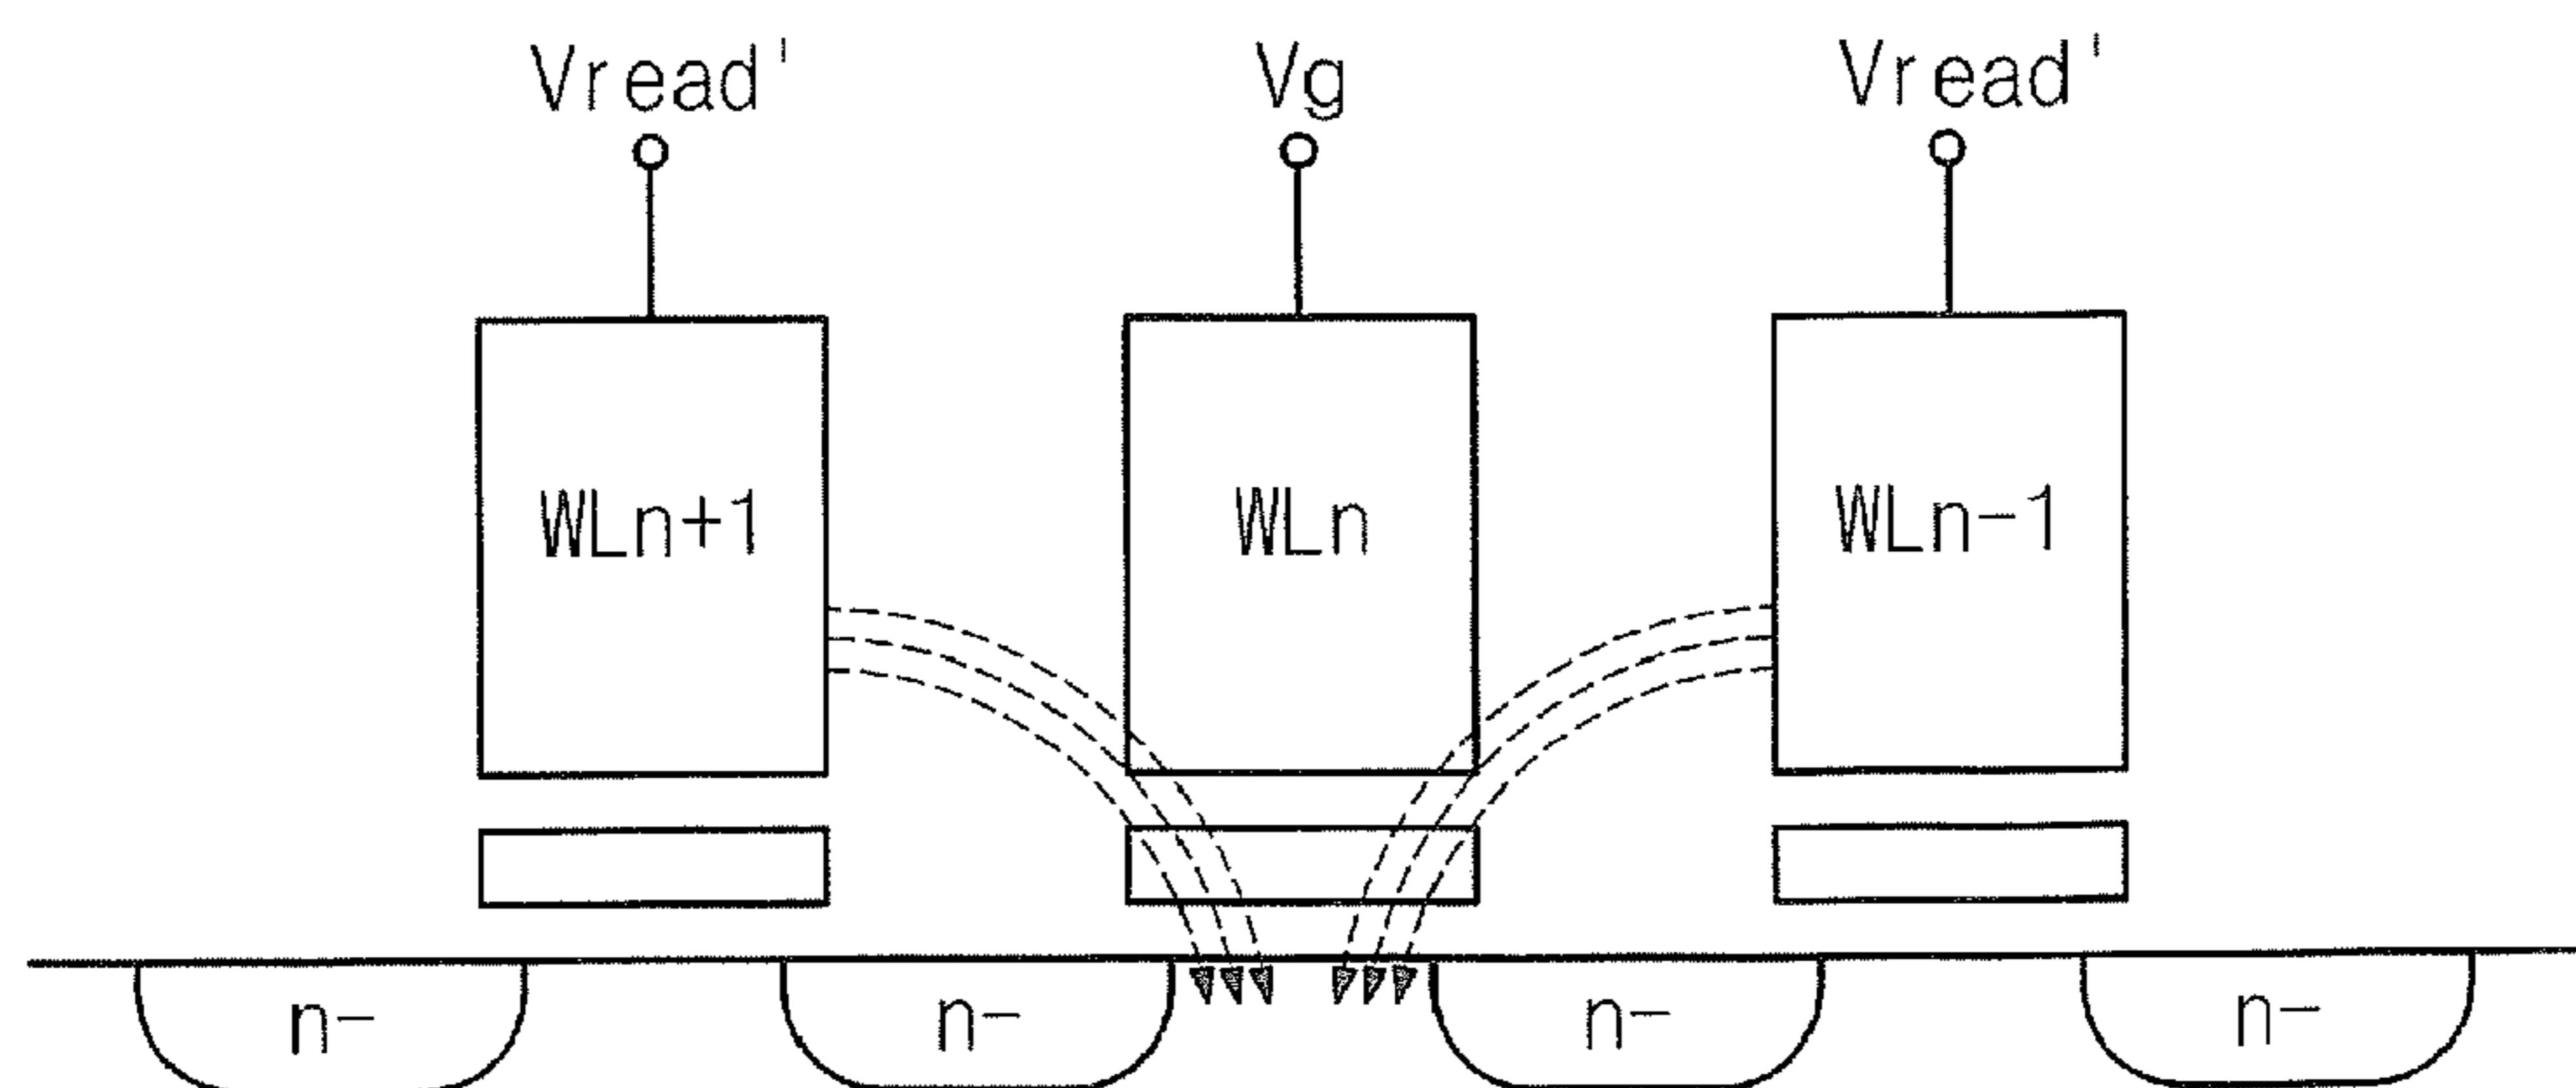 Vread' Vg Vread'
WLn+1 WLn WLn-1
n- n- n- n-